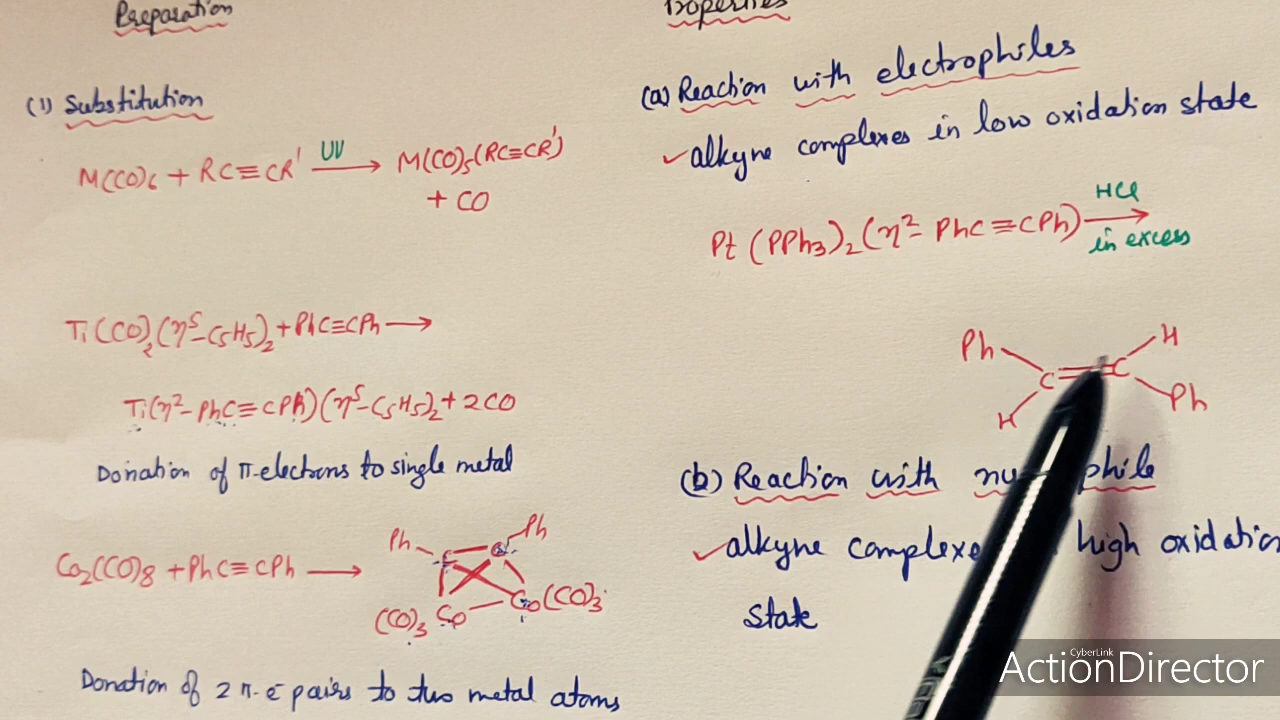 Preparation
(1) Substitution
M(CO)6 + RC≡CR' UV→ M(CO)5(RC≡CR')
+ CO
Ti(CO)2(η5-C5H5)2 + PhC≡CPh →
Ti(η2-PhC≡CPh)(η5-C5H5)2 + 2CO
Donation of π-electrons to single metal
Co2(CO)8 + PhC≡CPh →
Ph Ph
C C
(CO)3 Co — Co(CO)3
Donation of 2 π-e- pairs to two metal atoms
Properties
(a) Reaction with electrophiles
✓alkyne complexes in low oxidation state
Pt (PPh3)2(η2- PhC≡CPh) HCl→
in excess
Ph H
C=C
H Ph
(b) Reaction with
✓alkyne high oxidation
state
CyberLink
ActionDirector